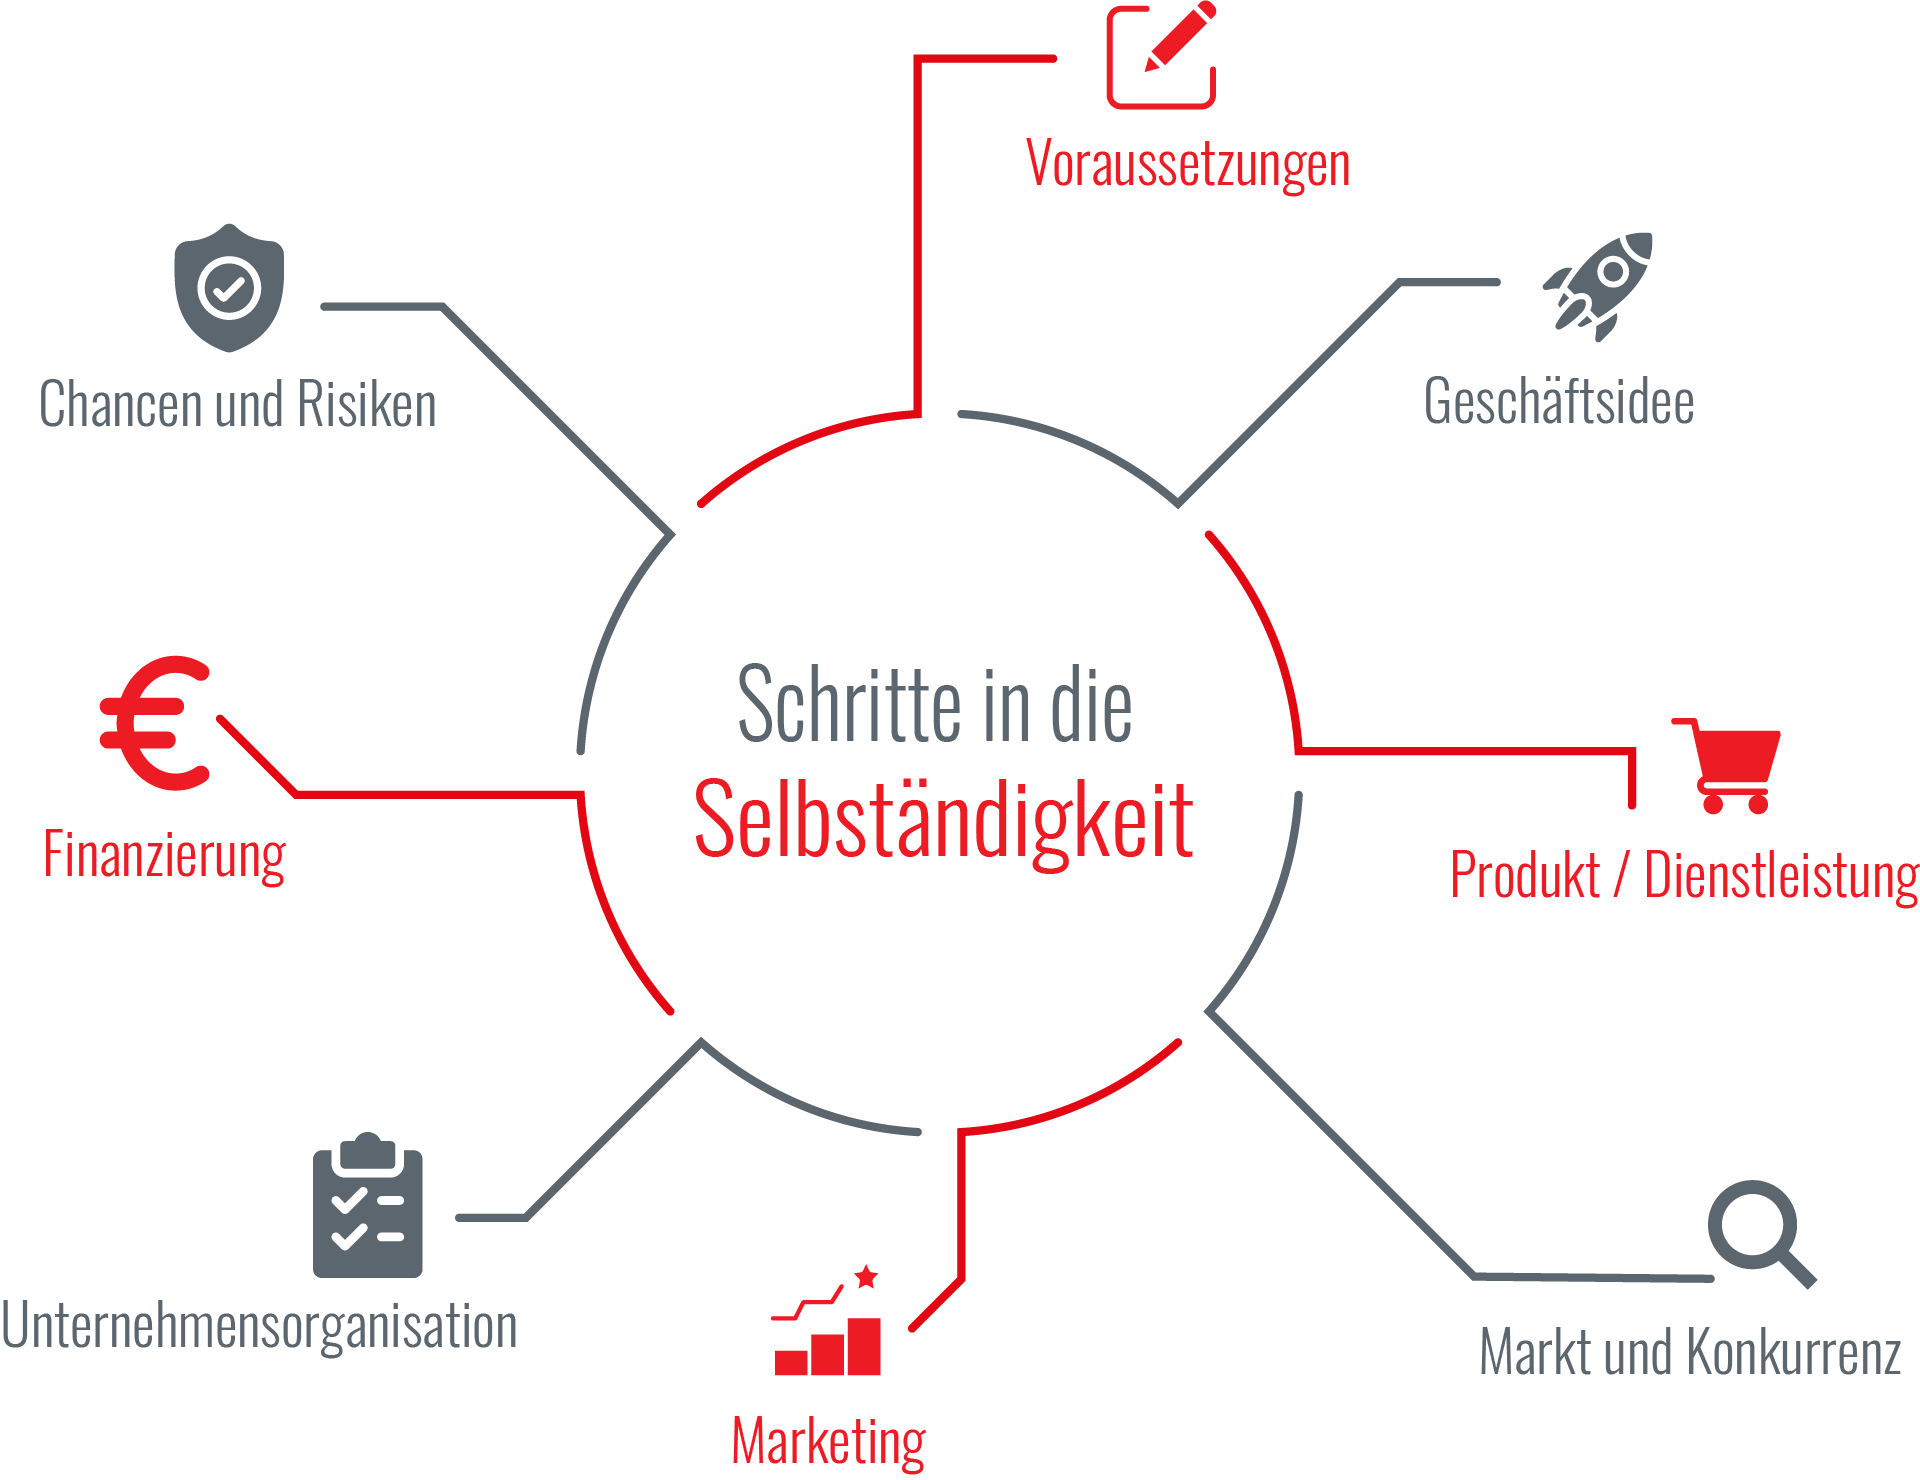 Voraussetzungen
Geschäftsidee
Chancen und Risiken
Schritte in die
Selbständigkeit
Finanzierung
Produkt / Dienstleistung
Unternehmensorganisation
Markt und Konkurrenz
Marketing